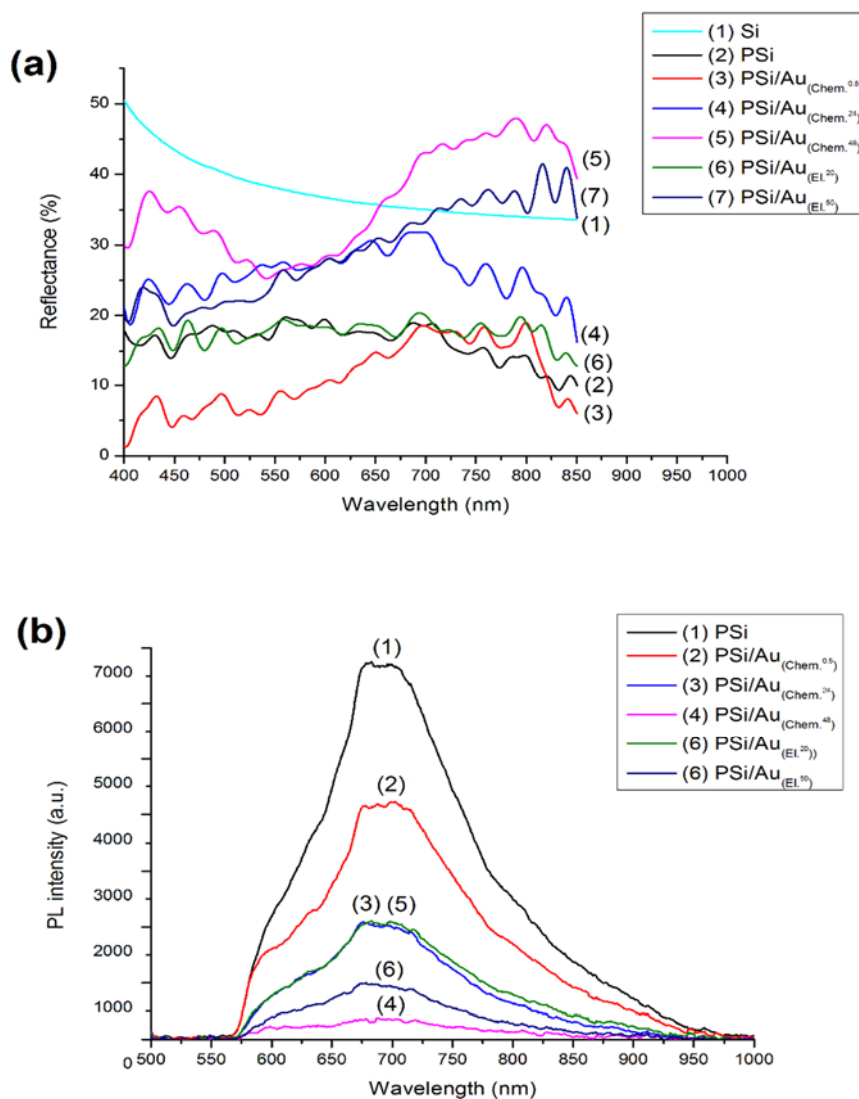 (a)
(1) Si
(2) PSi
(3) PSi/Au(Chem.0.5)
(4) PSi/Au(Chem.24)
(5) PSi/Au(Chem.48)
(6) PSi/Au(El.20)
(7) PSi/Au(El.50)
Reflectance (%)
50
40
30
20
10
0
(5)
(7)
(1)
(4)
(6)
(2)
(3)
400 450 500 550 600 650 700 750 800 850 900 950 1000
Wavelength (nm)
(b)
(1) PSi
(2) PSi/Au(Chem.0.5)
(3) PSi/Au(Chem.24)
(4) PSi/Au(Chem.48)
(6) PSi/Au(El.20))
(6) PSi/Au(El.50)
PL intensity (a.u.)
7000
6000
5000
4000
3000
2000
1000
0
(1)
(2)
(3) (5)
(6)
(4)
500 550 600 650 700 750 800 850 900 950 1000
Wavelength (nm)